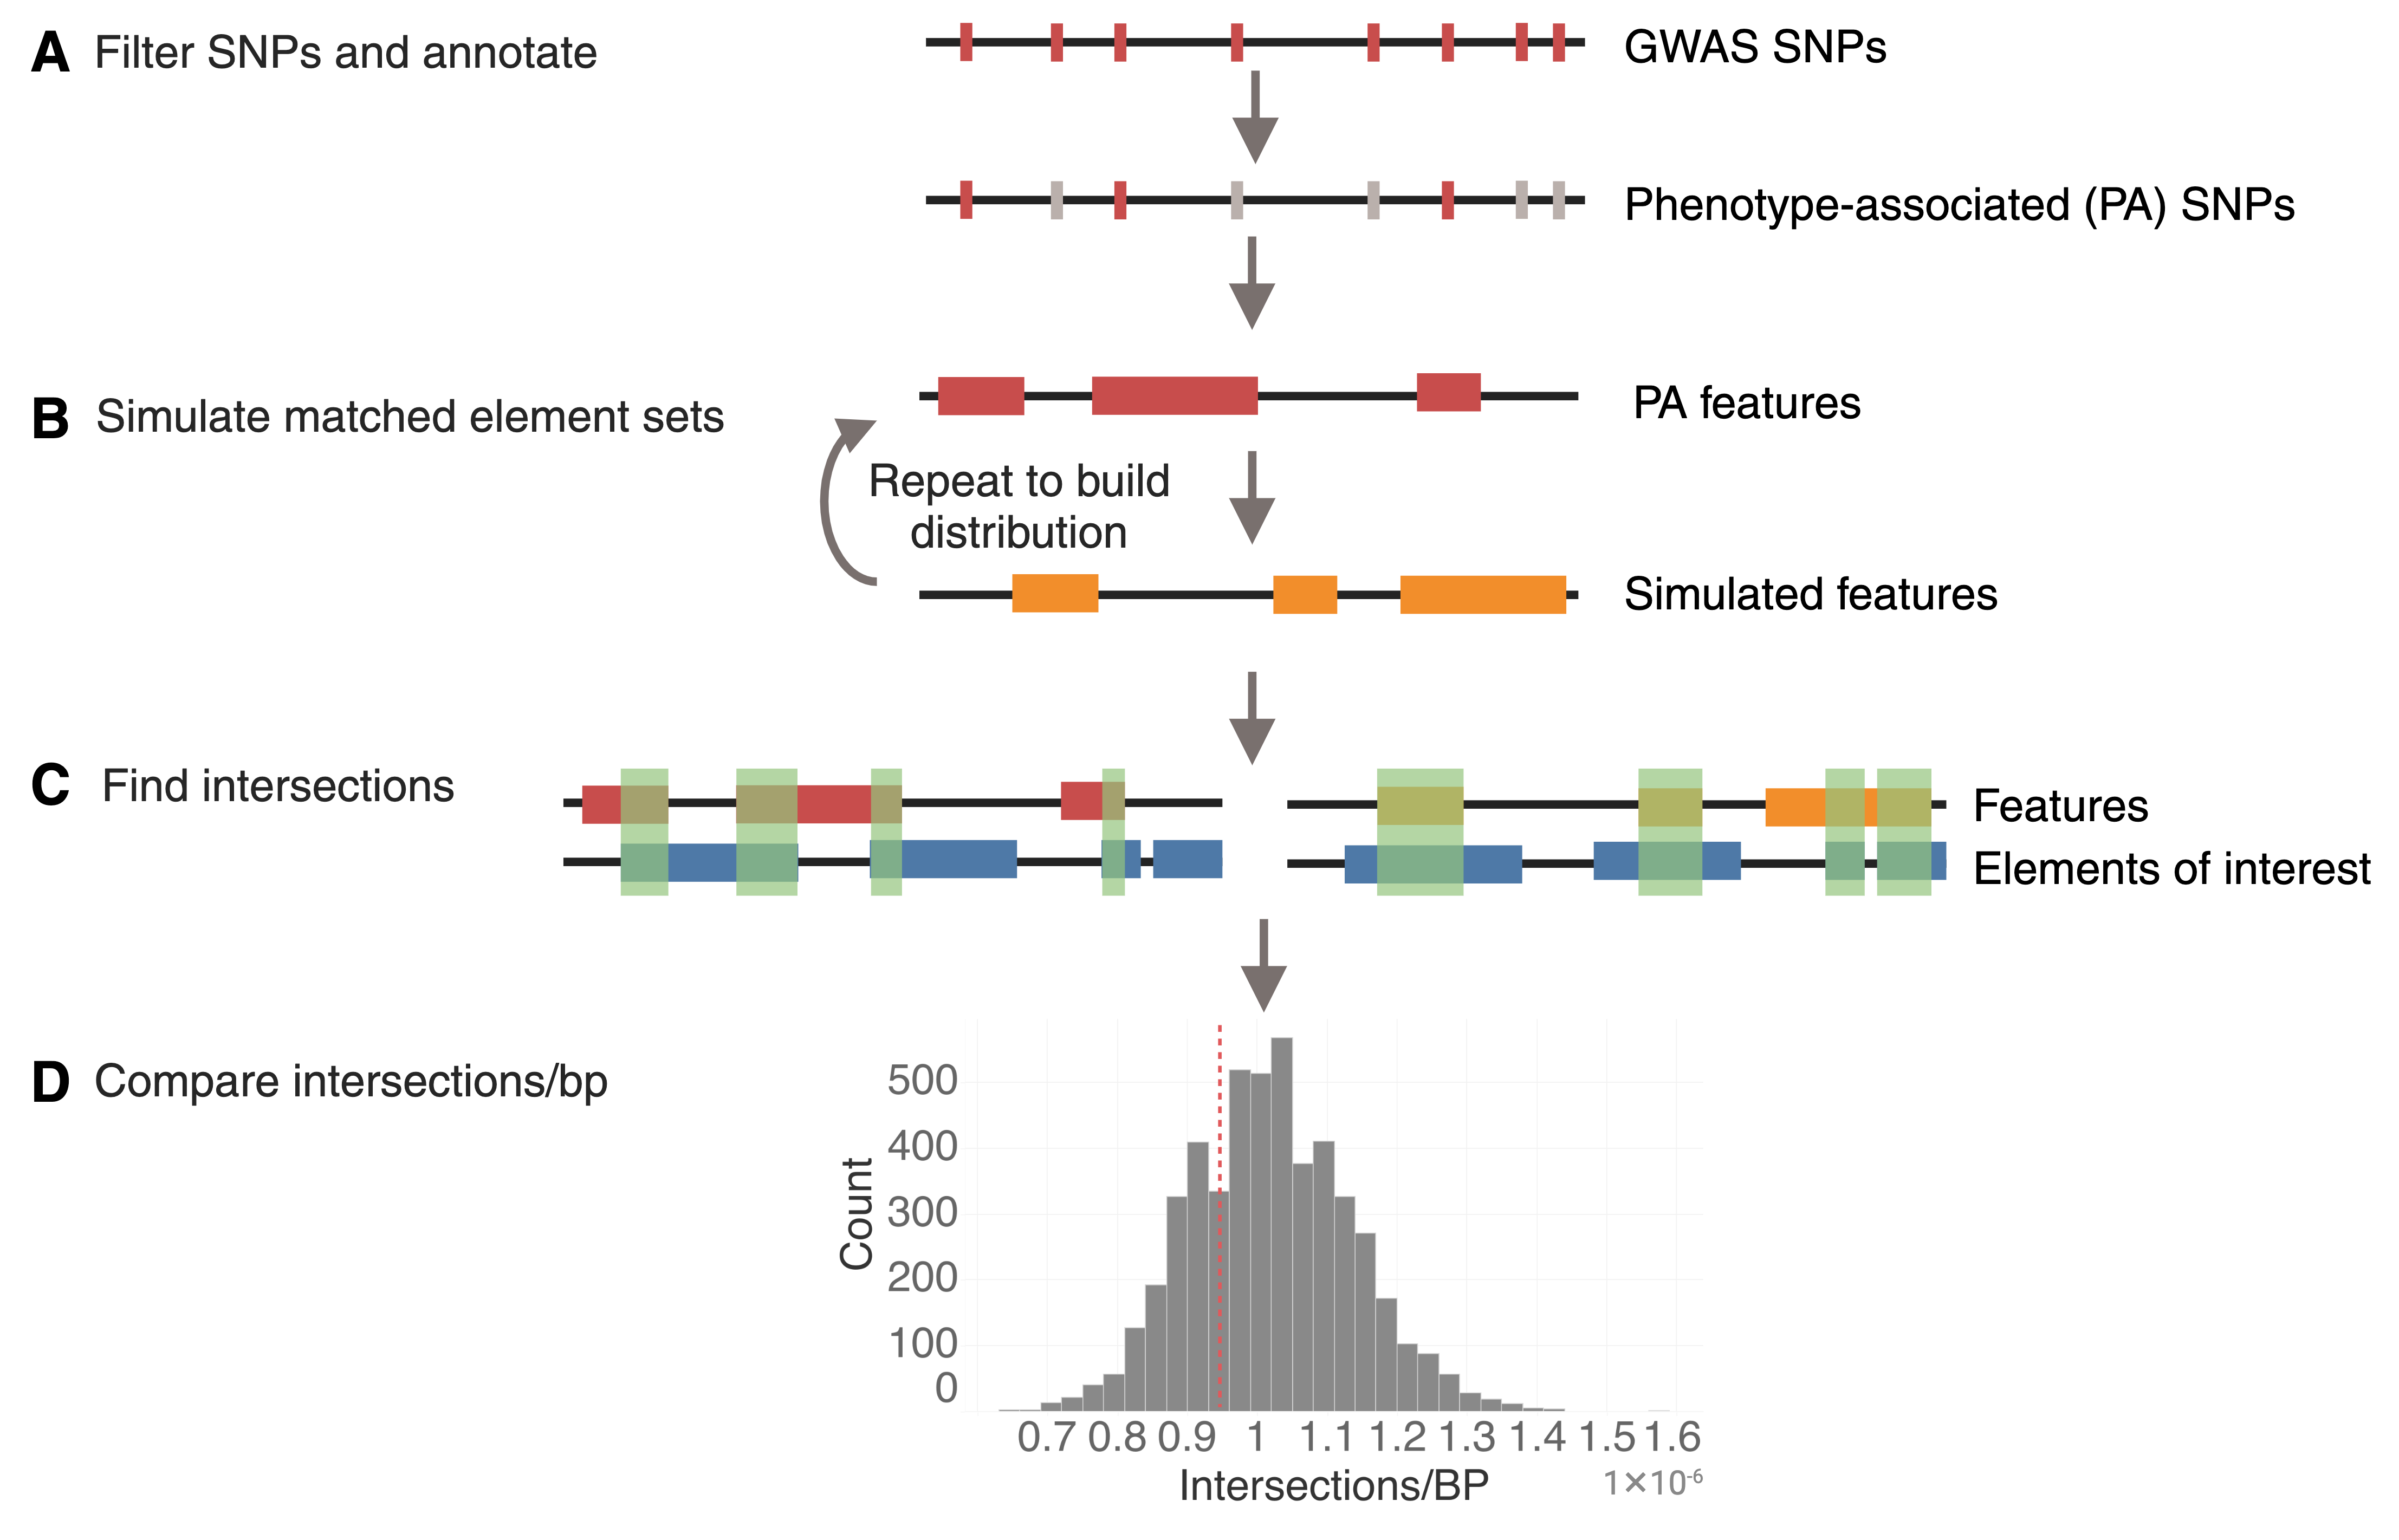 A Filter SNPs and annotate
GWAS SNPs
Phenotype-associated (PA) SNPs
B Simulate matched element sets
PA features
Repeat to build
distribution
Simulated features
C Find intersections
Features
Elements of interest
D Compare intersections/bp
500
400
300
200
100
0
Count
0.7 0.8 0.9 1 1.1 1.2 1.3 1.4 1.5 1.6
Intersections/BP
1×10⁻⁶